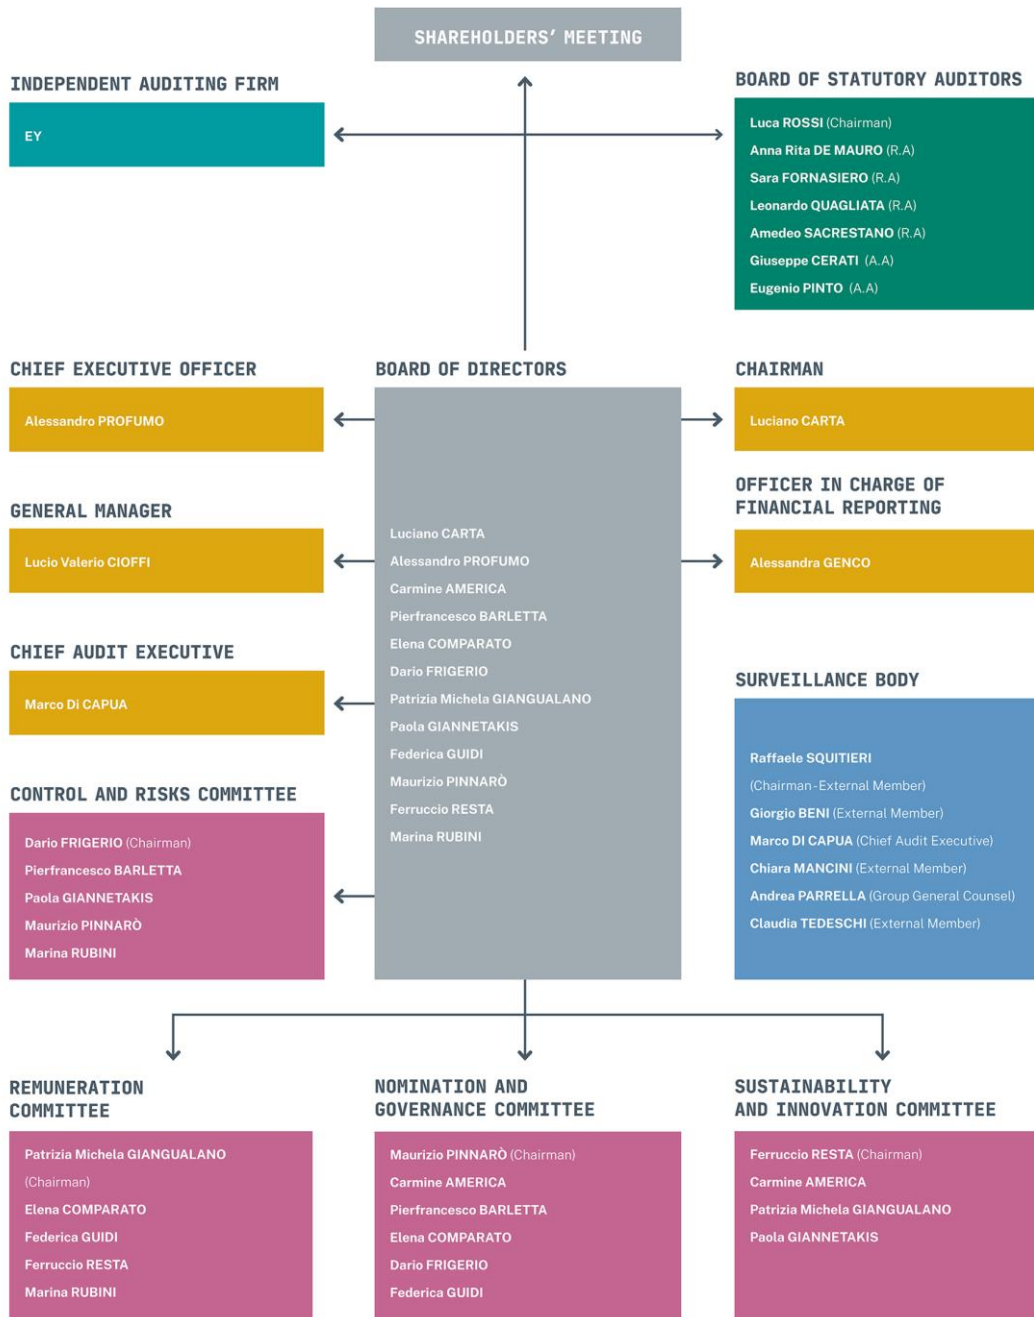 SHAREHOLDERS' MEETING
INDEPENDENT AUDITING FIRM
EY
BOARD OF STATUTORY AUDITORS
Luca ROSSI (Chairman)
Anna Rita DE MAURO (R.A)
Sara FORNASIERO (R.A)
Leonardo QUAGLIATA (R.A)
Amedeo SACRESTANO (R.A)
Giuseppe CERATI (A.A)
Eugenio PINTO (A.A)
CHIEF EXECUTIVE OFFICER
Alessandro PROFUMO
GENERAL MANAGER
Lucio Valerio CIOFFI
CHIEF AUDIT EXECUTIVE
Marco Di CAPUA
CONTROL AND RISKS COMMITTEE
Dario FRIGERIO (Chairman)
Pierfrancesco BARLETTA
Paola GIANNETAKIS
Maurizio PINNARÒ
Marina RUBINI
BOARD OF DIRECTORS
Luciano CARTA
Alessandro PROFUMO
Carmine AMERICA
Pierfrancesco BARLETTA
Elena COMPARATO
Dario FRIGERIO
Patrizia Michela GIANGUALANO
Paola GIANNETAKIS
Federica GUIDI
Maurizio PINNARÒ
Ferruccio RESTA
Marina RUBINI
CHAIRMAN
Luciano CARTA
OFFICER IN CHARGE OF
FINANCIAL REPORTING
Alessandra GENCO
SURVEILLANCE BODY
Raffaele SQUITIERI
(Chairman-External Member)
Giorgio BENI (External Member)
Marco DI CAPUA (Chief Audit Executive)
Chiara MANCINI (External Member)
Andrea PARRELLA (Group General Counsel)
Claudia TEDESCHI (External Member)
REMUNERATION
COMMITTEE
Patrizia Michela GIANGUALANO
(Chairman)
Elena COMPARATO
Federica GUIDI
Ferruccio RESTA
Marina RUBINI
NOMINATION AND
GOVERNANCE COMMITTEE
Maurizio PINNARÒ (Chairman)
Carmine AMERICA
Pierfrancesco BARLETTA
Elena COMPARATO
Dario FRIGERIO
Federica GUIDI
SUSTAINABILITY
AND INNOVATION COMMITTEE
Ferruccio RESTA (Chairman)
Carmine AMERICA
Patrizia Michela GIANGUALANO
Paola GIANNETAKIS